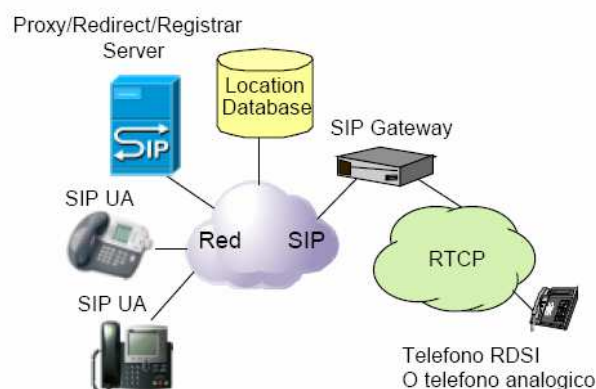 Proxy/Redirect/Registrar
Server
Location
Database
SIP
SIP Gateway
SIP UA
Red SIP
RTCP
SIP UA
Telefono RDSI
O telefono analogico